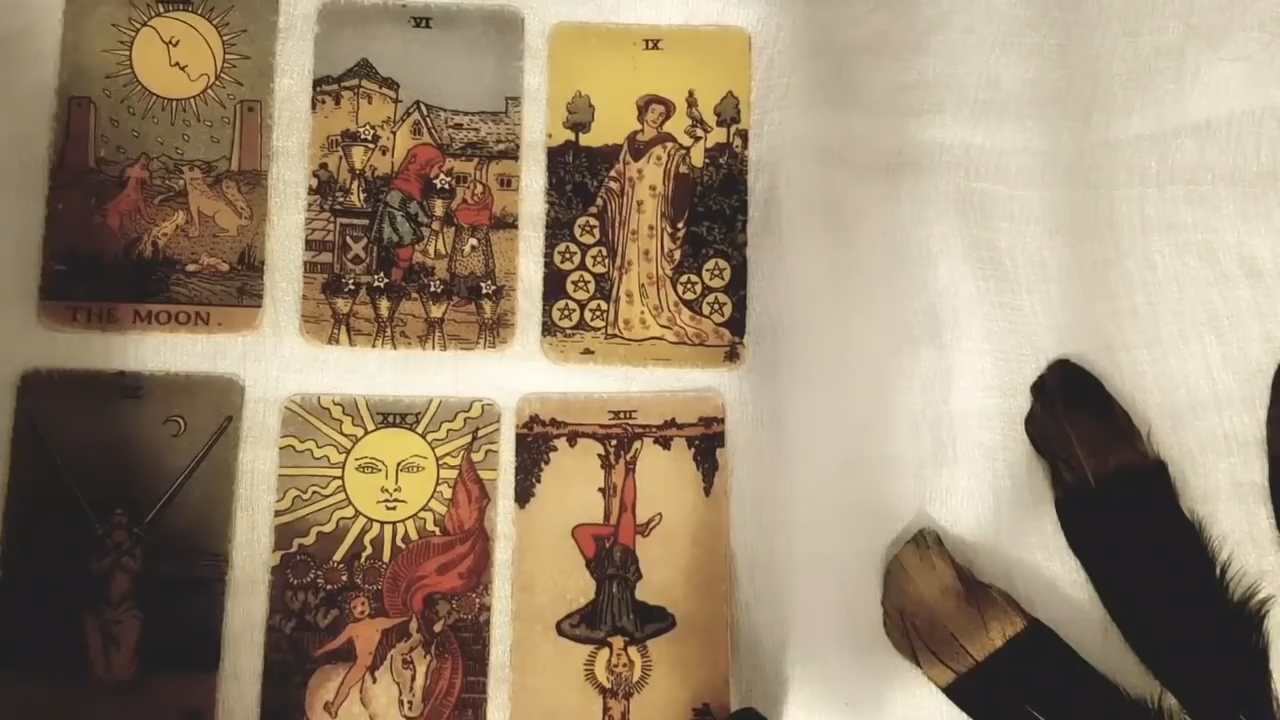 VI
IX
THE MOON.
XIX
XII